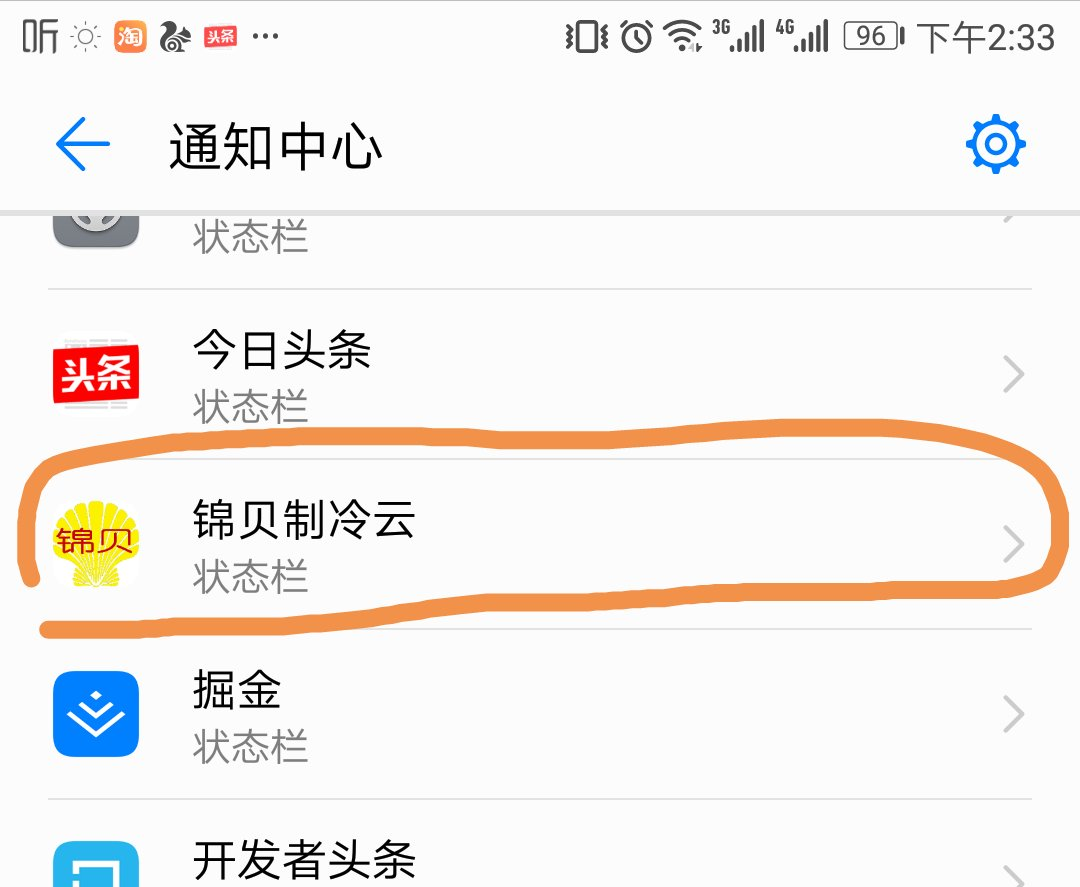 听 淘 头条 ... 3G 4G 96 下午2:33
通知中心
状态栏
头条 今日头条
状态栏
锦贝 锦贝制冷云
状态栏
掘金
状态栏
开发者头条